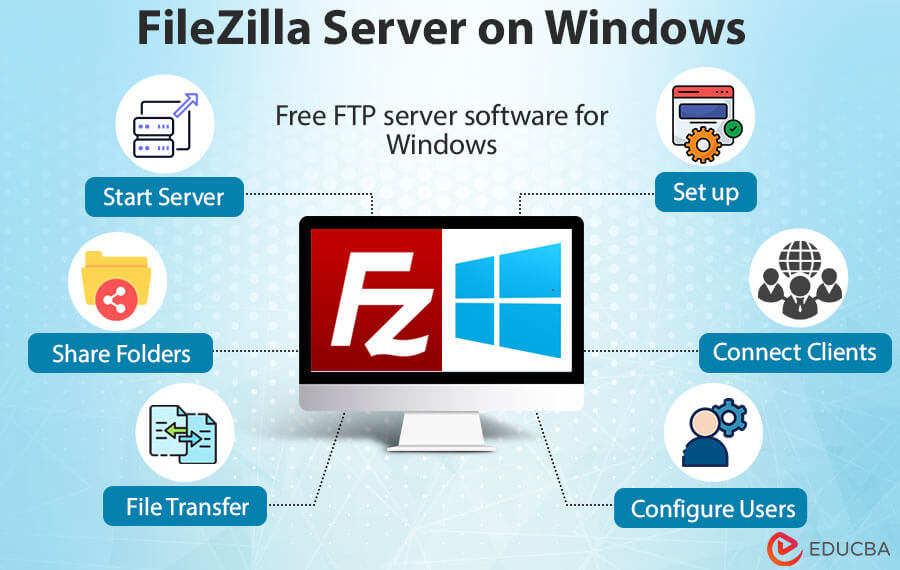 FileZilla Server on Windows
Free FTP server software for
Windows
Start Server
Set up
Fz
Share Folders
Connect Clients
File Transfer
Configure Users
EDUCBA